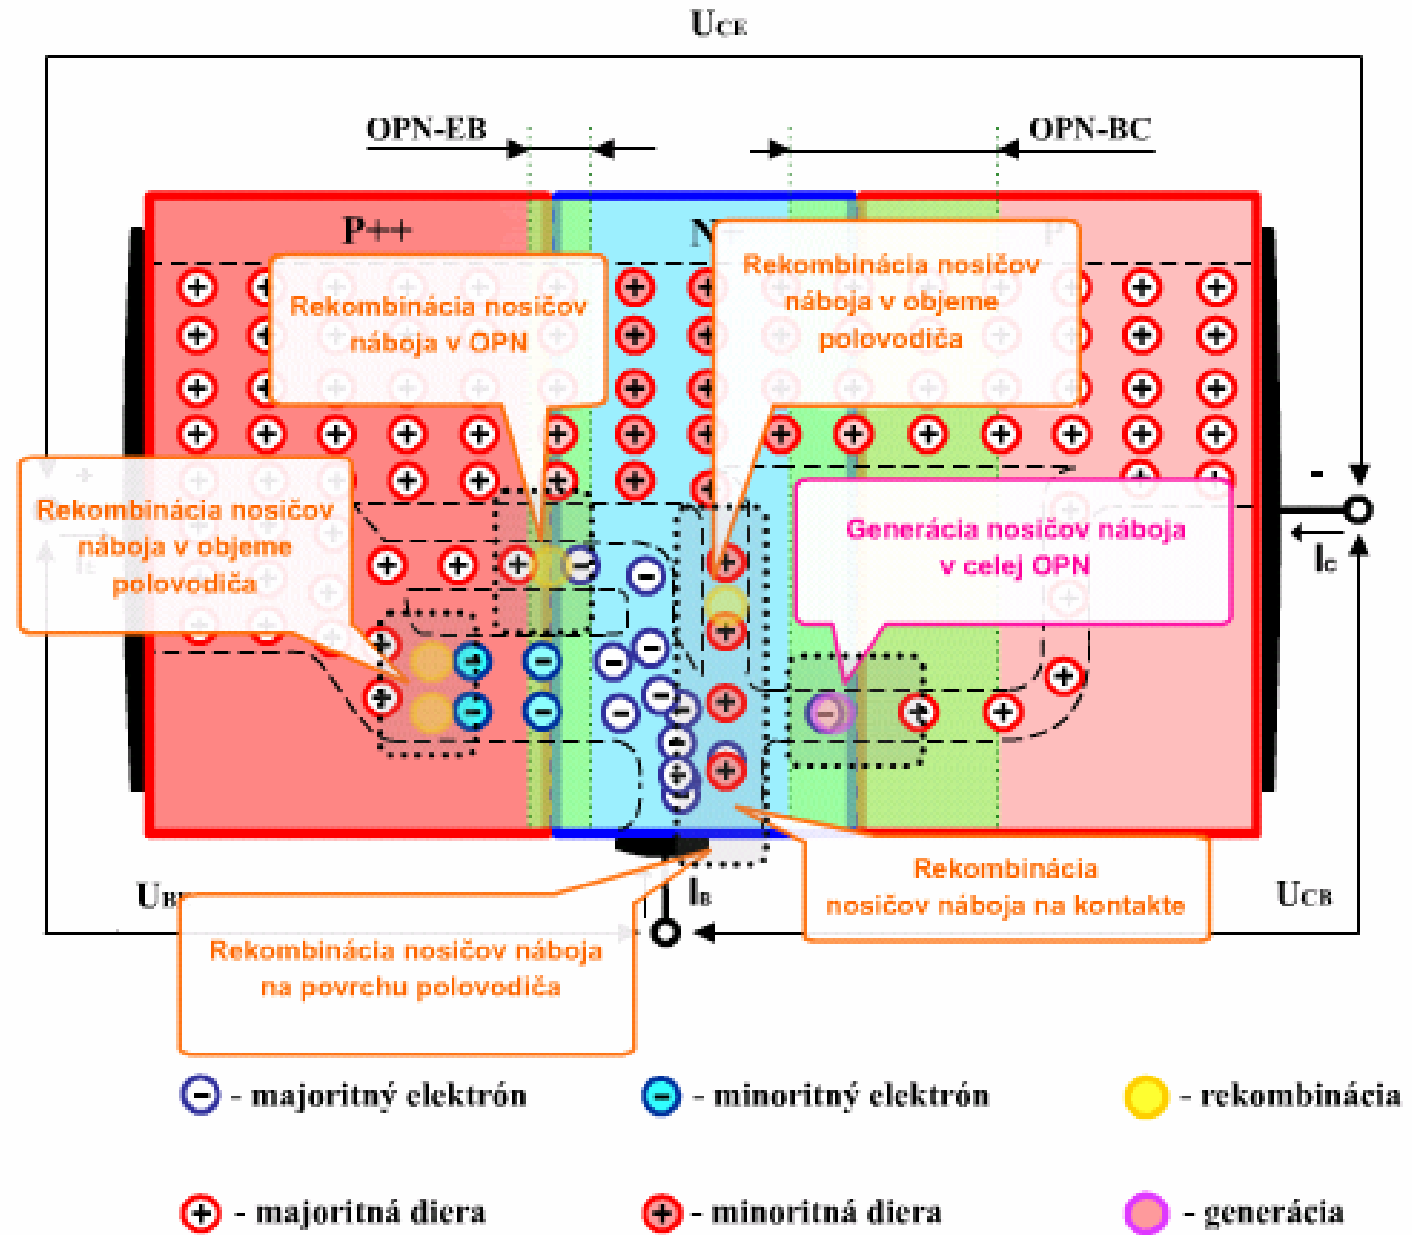 UCE
OPN-EB
OPN-BC
P++
N
Rekombinácia nosičov
náboja v OPN
Rekombinácia nosičov
náboja v objeme
polovodiča
Rekombinácia nosičov
náboja v objeme
polovodiča
Generácia nosičov náboja
v celej OPN
-
IC
Rekombinácia
nosičov náboja na kontakte
UB
IB
UCB
Rekombinácia nosičov náboja
na povrchu polovodiča
- majoritný elektrón
- minoritný elektrón
- rekombinácia
- majoritná diera
- minoritná diera
- generácia